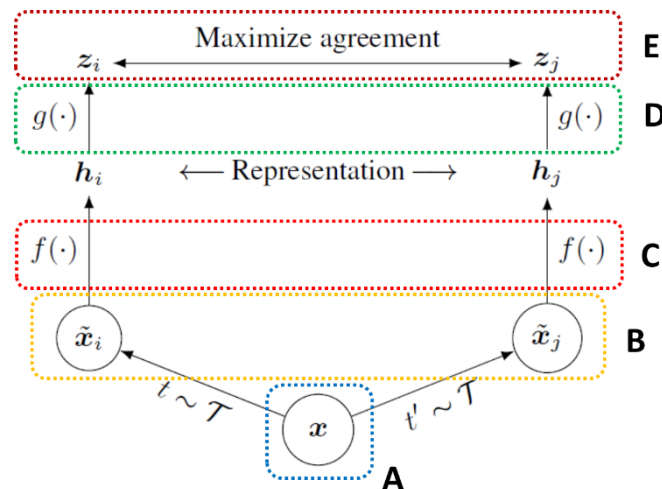 Maximize agreement
E
z_i z_j
D
g(·) g(·)
h_i ←— Representation —→ h_j
f(·) f(·)
C
x̃_i x̃_j
B
t ~ 𝒯 t' ~ 𝒯
x
A